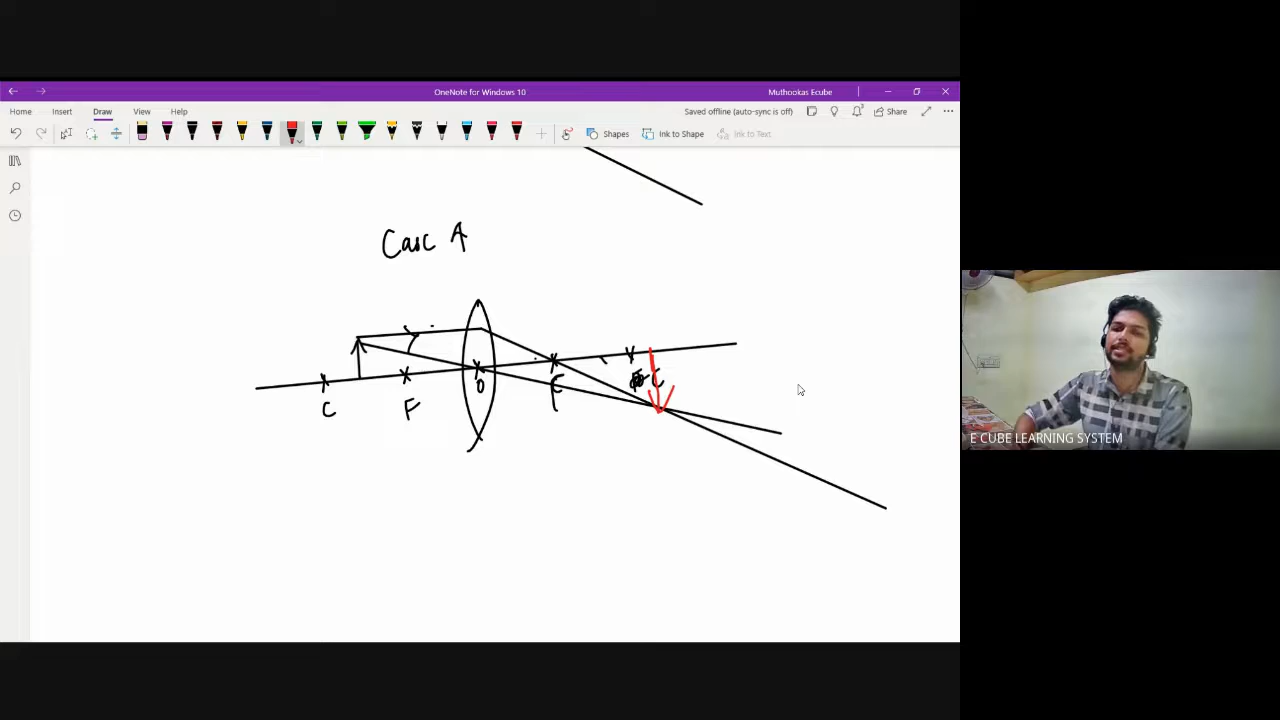 OneNote for Windows 10
Muthookas Ecube
Home Insert Draw View Help
Saved offline (auto-sync is off)
Share
Shapes
Ink to Shape
Ink to Text
Case A
C
F
O
F
C
E CUBE LEARNING SYSTEM